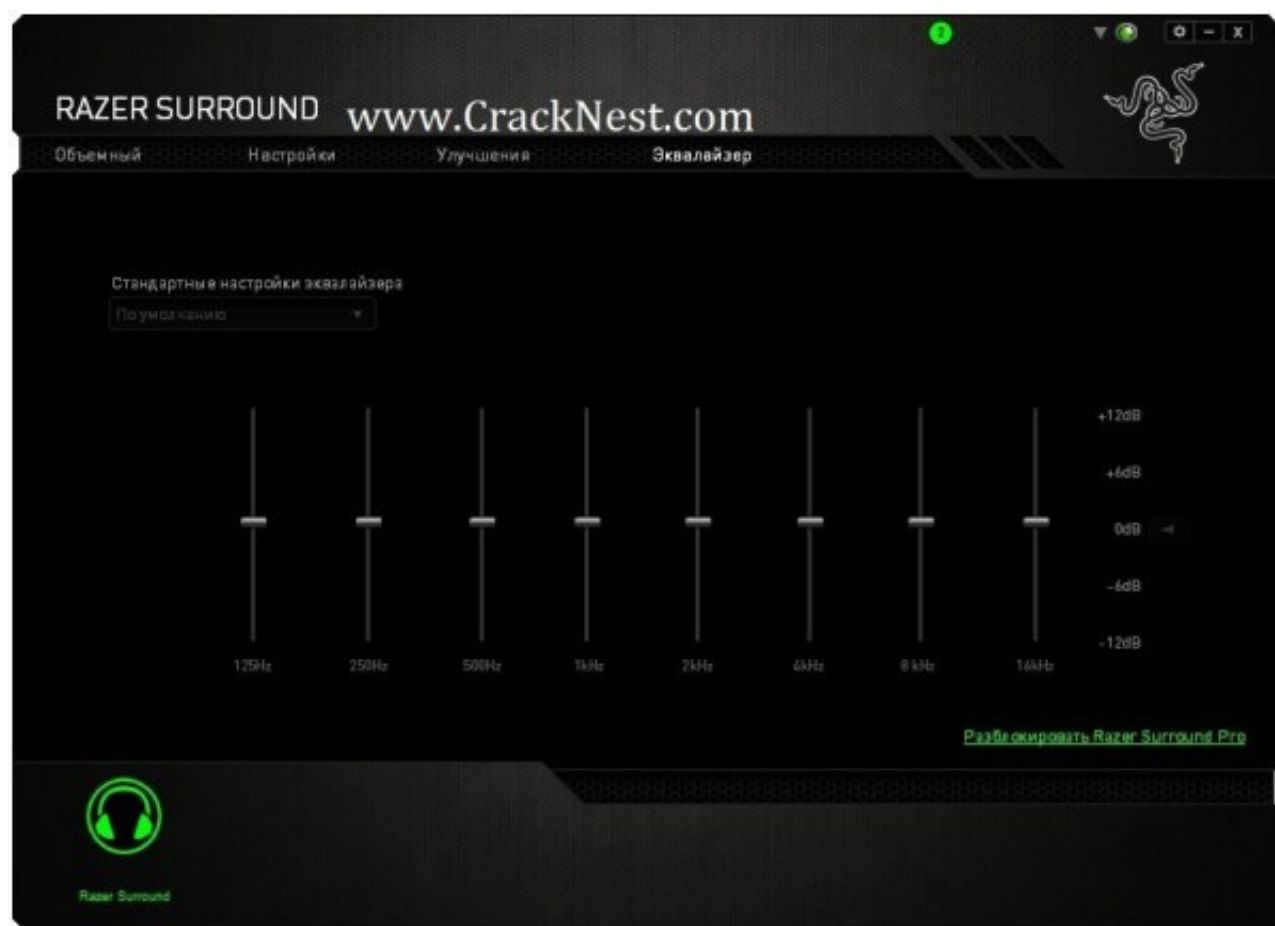 2
X
RAZER SURROUND
www.CrackNest.com
Объемный Настройки Улучшения Эквалайзер
Стандартные настройки эквалайзера
По умолчанию
+12dB
+6dB
0dB
-6dB
-12dB
125Hz 250Hz 500Hz 1kHz 2kHz 4kHz 8 kHz 16kHz
Разблокировать Razer Surround Pro
Razer Surround